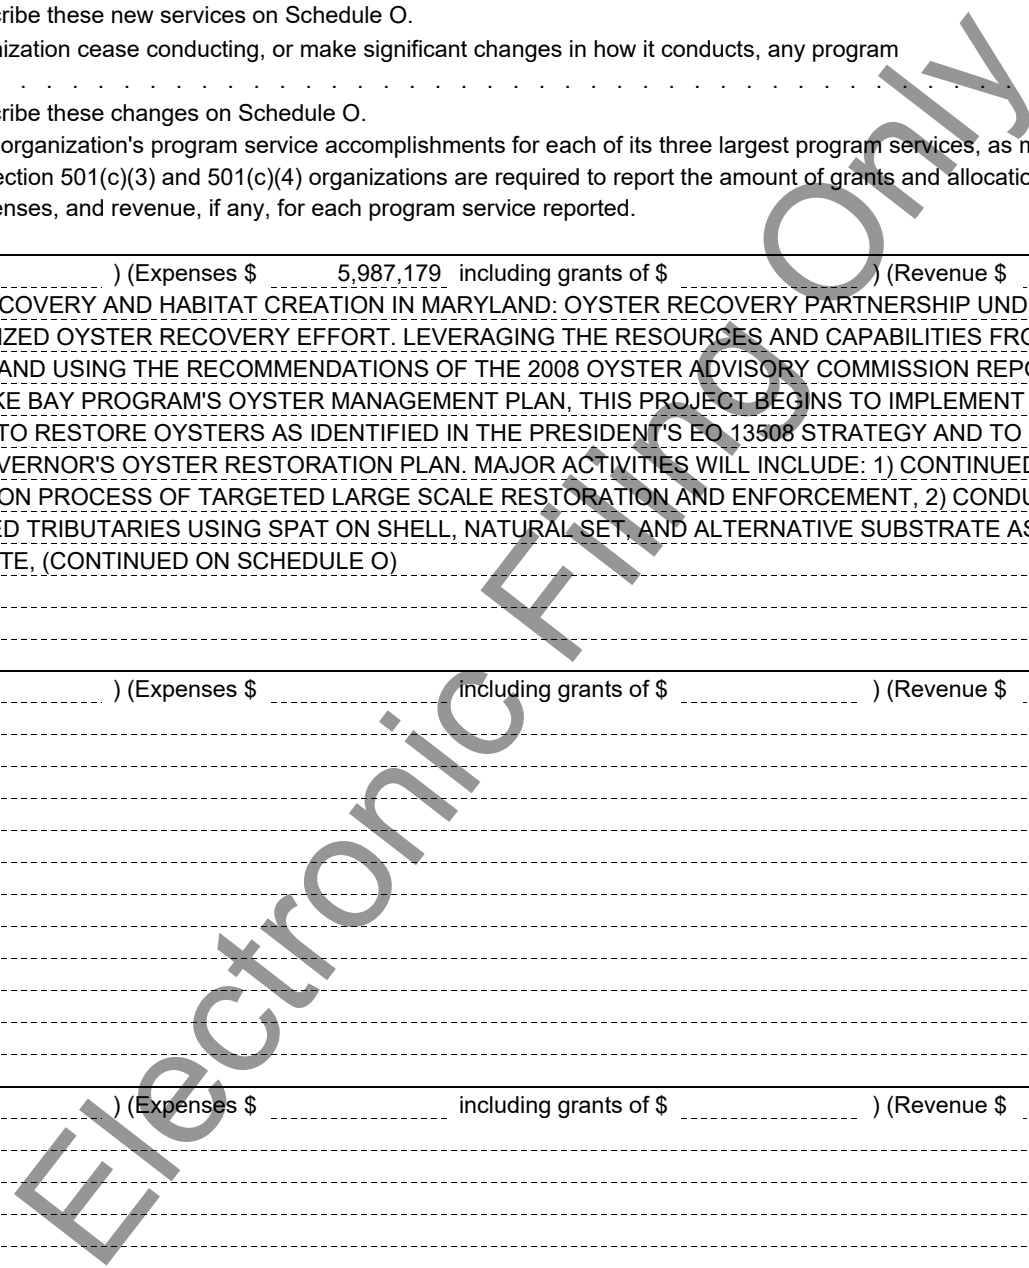 ribe these new services on Schedule O.
nization cease conducting, or make significant changes in how it conducts, any program
. . . . . . . . . . . . . . . . . . . . . . . . . . . . . . . . . . . . . . .
ribe these changes on Schedule O.
organization's program service accomplishments for each of its three largest program services, as m
ection 501(c)(3) and 501(c)(4) organizations are required to report the amount of grants and allocatio
enses, and revenue, if any, for each program service reported.
) (Expenses $ 5,987,179 including grants of $ ) (Revenue $
COVERY AND HABITAT CREATION IN MARYLAND: OYSTER RECOVERY PARTNERSHIP UND
IZED OYSTER RECOVERY EFFORT. LEVERAGING THE RESOURCES AND CAPABILITIES FRO
AND USING THE RECOMMENDATIONS OF THE 2008 OYSTER ADVISORY COMMISSION REPO
KE BAY PROGRAM'S OYSTER MANAGEMENT PLAN, THIS PROJECT BEGINS TO IMPLEMENT
TO RESTORE OYSTERS AS IDENTIFIED IN THE PRESIDENT'S EO 13508 STRATEGY AND TO
VERNOR'S OYSTER RESTORATION PLAN. MAJOR ACTIVITIES WILL INCLUDE: 1) CONTINUED
ON PROCESS OF TARGETED LARGE SCALE RESTORATION AND ENFORCEMENT, 2) CONDU
ED TRIBUTARIES USING SPAT ON SHELL, NATURAL SET, AND ALTERNATIVE SUBSTRATE AS
TE, (CONTINUED ON SCHEDULE O)
) (Expenses $ including grants of $ ) (Revenue $
) (Expenses $ including grants of $ ) (Revenue $
Electronic Filing Only